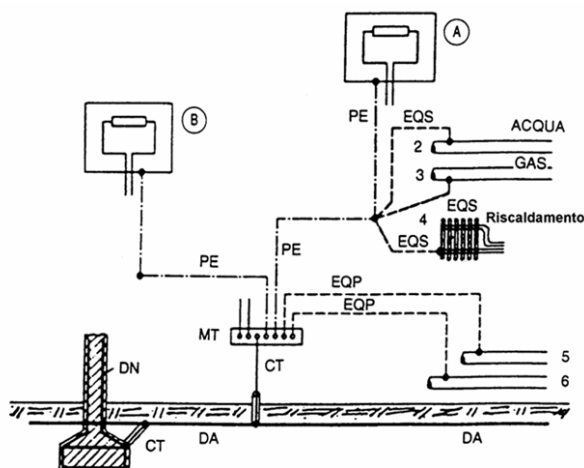 A
B
PE
EQS
ACQUA
2
3
GAS
4
EQS
Riscaldamento
EQS
PE
PE
EQP
EQP
MT
CT
5
6
DN
CT
DA
DA